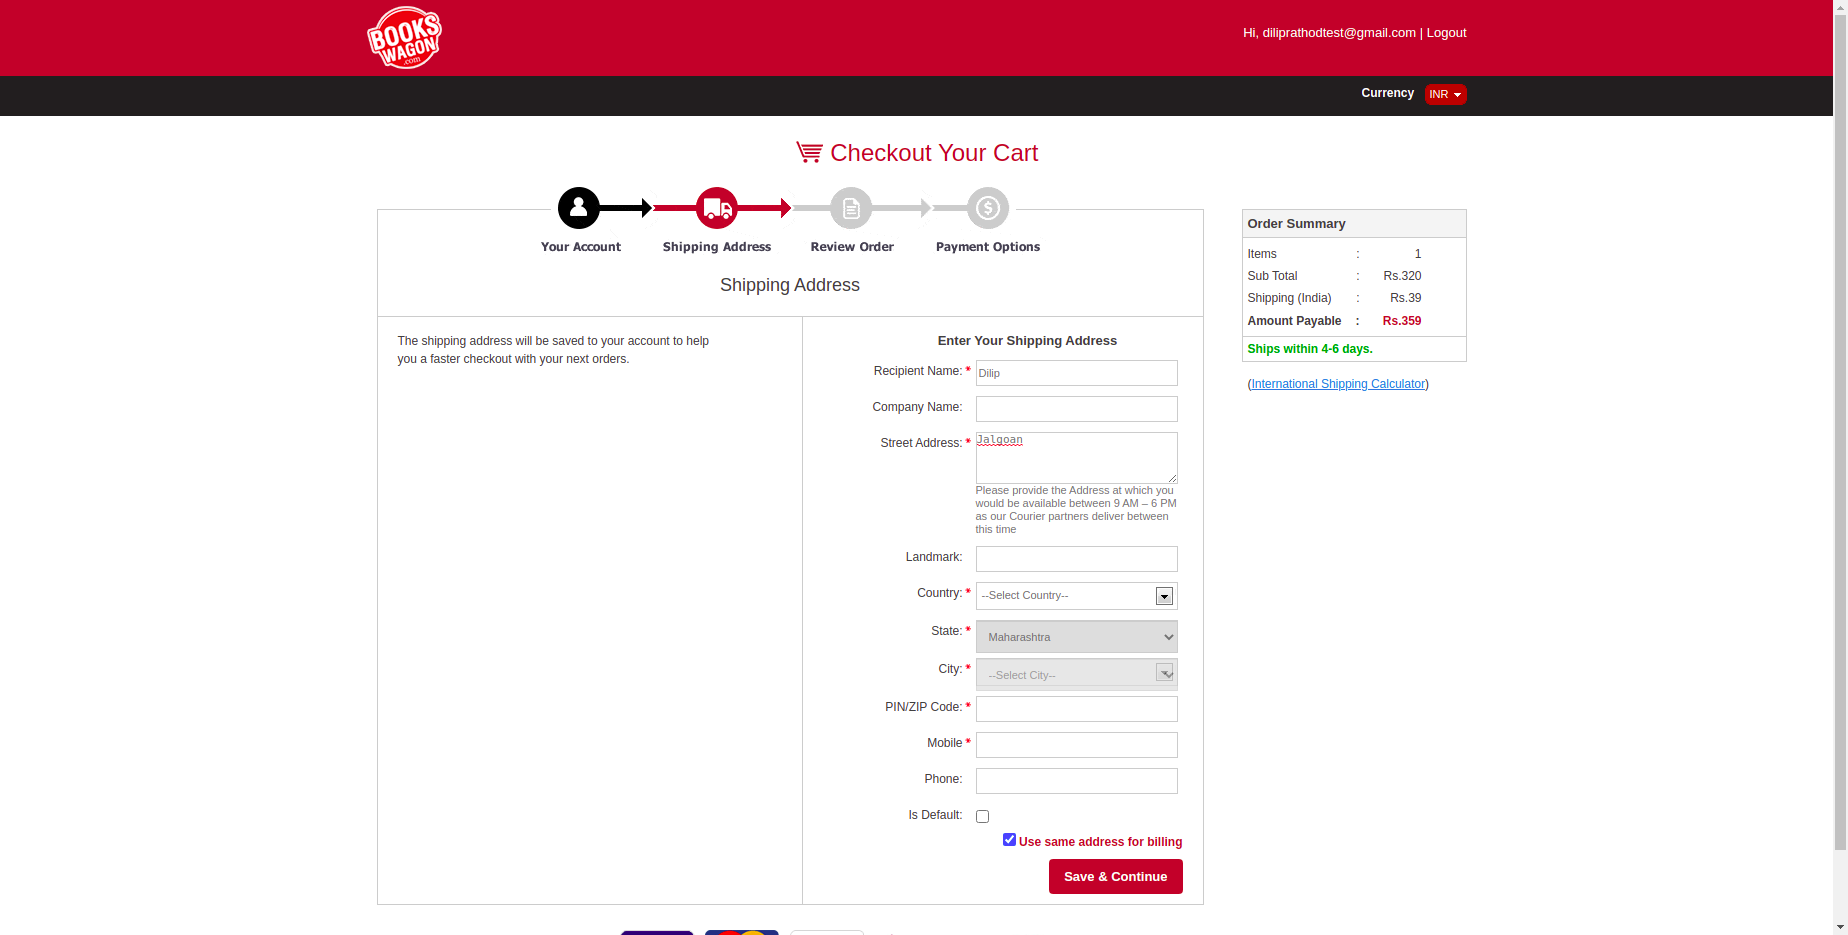 BOOKS
WAGON
.com
Hi, diliprathodtest@gmail.com | Logout
Currency INR
Checkout Your Cart
Your Account
Shipping Address
Review Order
Payment Options
Shipping Address
The shipping address will be saved to your account to help
you a faster checkout with your next orders.
Enter Your Shipping Address
Recipient Name: * Dilip
Company Name:
Street Address: * Jalgoan
Please provide the Address at which you
would be available between 9 AM – 6 PM
as our Courier partners deliver between
this time
Landmark:
Country: * --Select Country--
State: * Maharashtra
City: * --Select City--
PIN/ZIP Code: *
Mobile *
Phone:
Is Default:
Use same address for billing
Save & Continue
Order Summary
Items : 1
Sub Total : Rs.320
Shipping (India) : Rs.39
Amount Payable : Rs.359
Ships within 4-6 days.
(International Shipping Calculator)